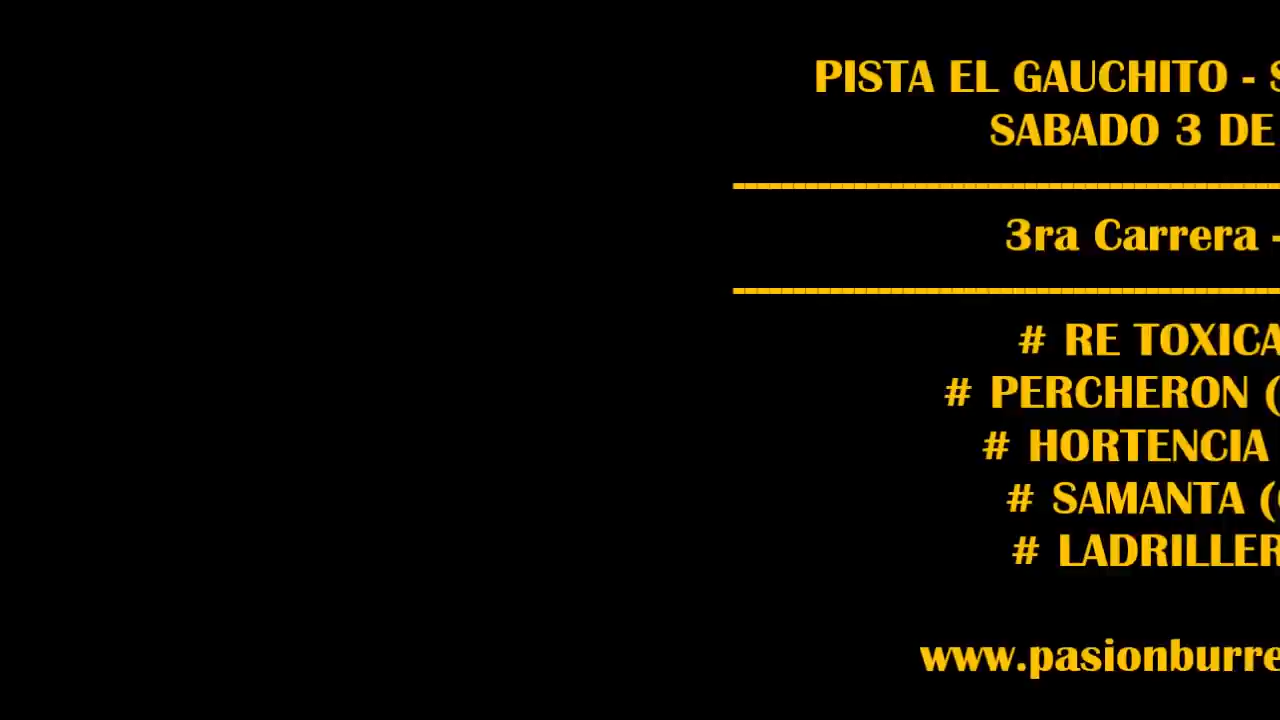 PISTA EL GAUCHITO -
SABADO 3 DE
3ra Carrera -
# RE TOXICA
# PERCHERON (
# HORTENCIA
# SAMANTA (
# LADRILLER
www.pasionburre